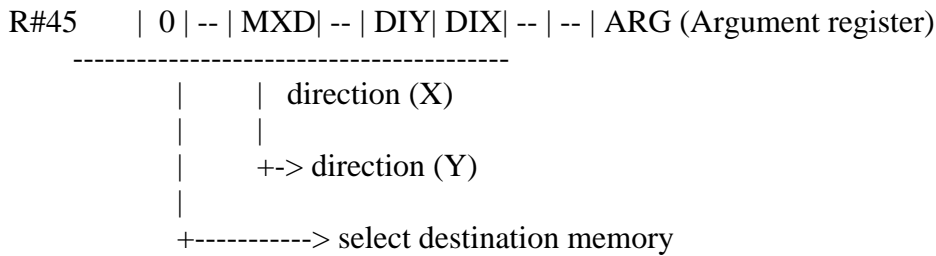 R#45 | 0 | -- | MXD| -- | DIY| DIX| -- | -- | ARG (Argument register)
-----------------------------------------
| | direction (X)
| |
| +-> direction (Y)
|
+-----------> select destination memory